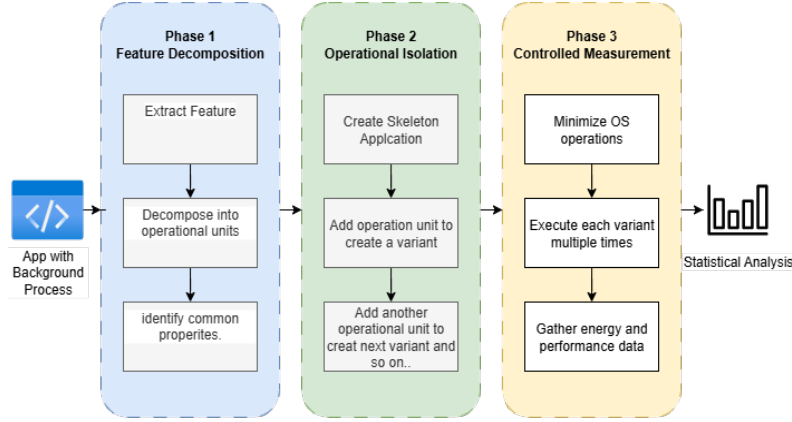 Phase 1
Feature Decomposition
Extract Feature
Decompose into
operational units
identify common
properites.
Phase 2
Operational Isolation
Create Skeleton
Applcation
Add operation unit to
create a variant
Add another
operational unit to
creat next variant and
so on..
Phase 3
Controlled Measurement
Minimize OS
operations
Execute each variant
multiple times
Gather energy and
performance data
App with
Background
Process
Statistical Analysis